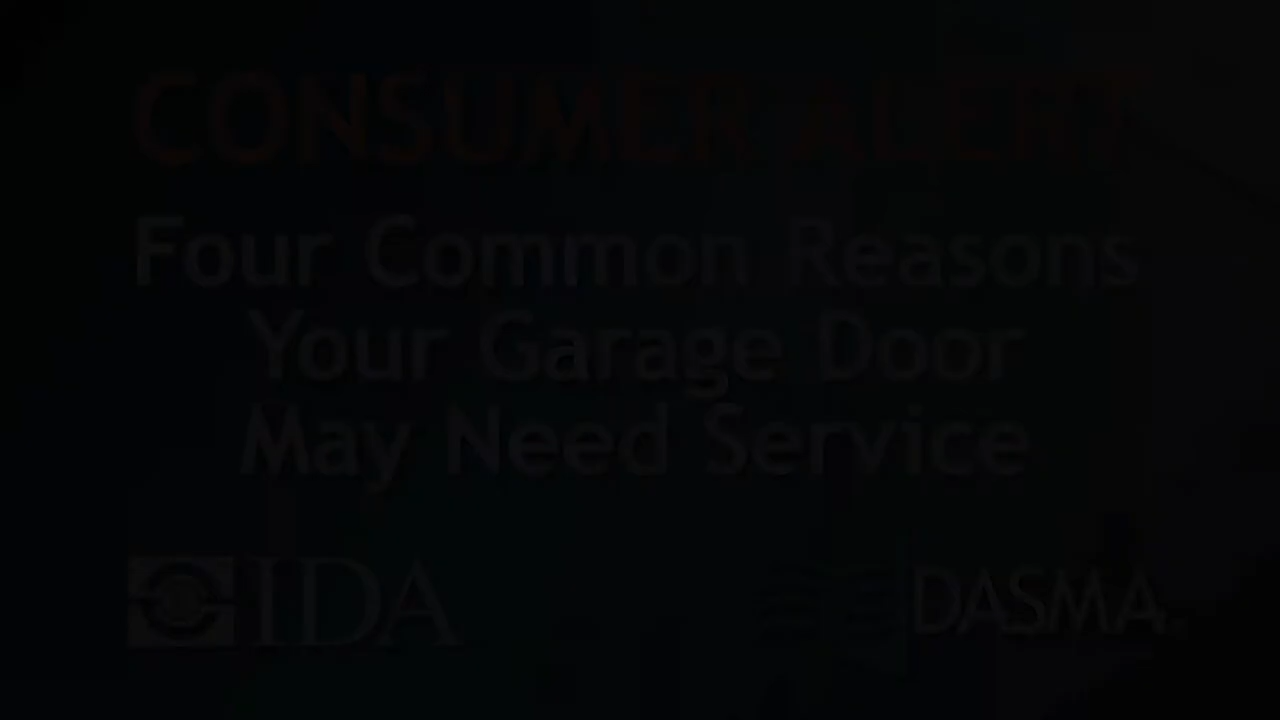 CONSUMER ALERT
Four Common Reasons
Your Garage Door
May Need Service
IDA
DASMA